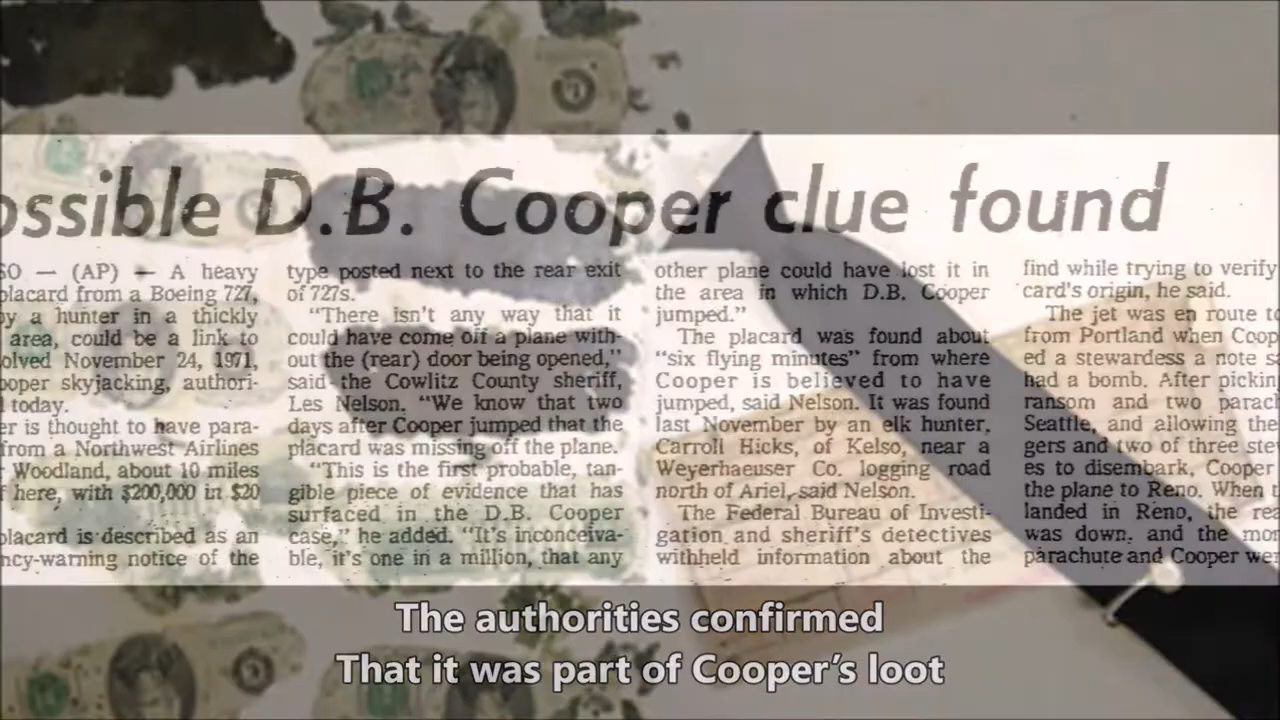 ossible D.B. Cooper clue found
SO — (AP) — A heavy
placard from a Boeing 727,
by a hunter in a thickly
area, could be a link to
olved November 24, 1971,
ooper skyjacking, authori-
l today.
er is thought to have para-
from a Northwest Airlines
Woodland, about 10 miles
f here, with $200,000 in $20
placard is described as an
ncy-warning notice of the
type posted next to the rear exit
of 727s.
"There isn't any way that it
could have come off a plane with-
out the (rear) door being opened,"
said the Cowlitz County sheriff,
Les Nelson. "We know that two
days after Cooper jumped that the
placard was missing off the plane.
"This is the first probable, tan-
gible piece of evidence that has
surfaced in the D.B. Cooper
case," he added. "It's inconceiva-
ble, it's one in a million, that any
other plane could have lost it in
the area in which D.B. Cooper
jumped."
The placard was found about
"six flying minutes" from where
Cooper is believed to have
jumped, said Nelson. It was found
last November by an elk hunter,
Carroll Hicks, of Kelso, near a
Weyerhaeuser Co. logging road
north of Ariel, said Nelson.
The Federal Bureau of Investi-
gation and sheriff's detectives
withheld information about the
find while trying to verify
card's origin, he said.
The jet was en route to
from Portland when Coop
ed a stewardess a note s
had a bomb. After pickin
ransom and two parach
Seattle, and allowing the
gers and two of three ste
es to disembark, Cooper
the plane to Reno. When t
landed in Reno, the rea
was down, and the mon
parachute and Cooper we
The authorities confirmed
That it was part of Cooper's loot